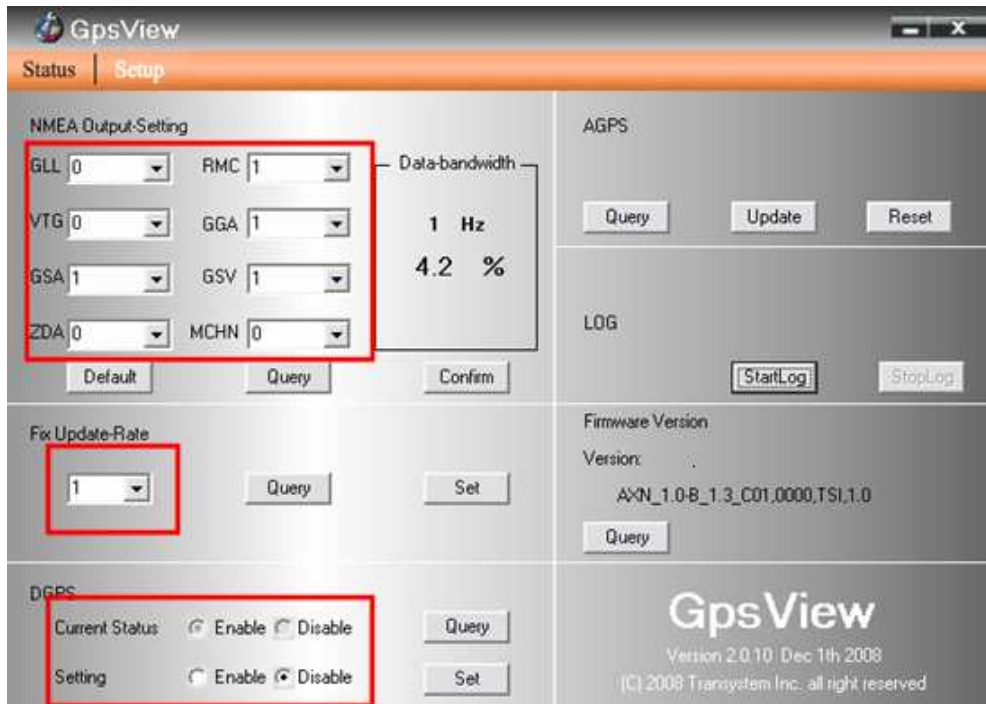 GpsView
Status | Setup
NMEA Output-Setting
GLL 0 RMC 1
VTG 0 GGA 1
GSA 1 GSV 1
ZDA 0 MCHN 0
Data-bandwidth
1 Hz
4.2 %
Default Query Confirm
Fix Update-Rate
1 Query Set
DGPS
Current Status Enable Disable Query
Setting Enable Disable Set
AGPS
Query Update Reset
LOG
StartLog StopLog
Firmware Version
Version:
AXN_1.0-B_1.3_C01,0000,TSI,1.0
Query
GpsView
Version 2.0.10 Dec 1th 2008
(C) 2008 Transystem Inc. all right reserved